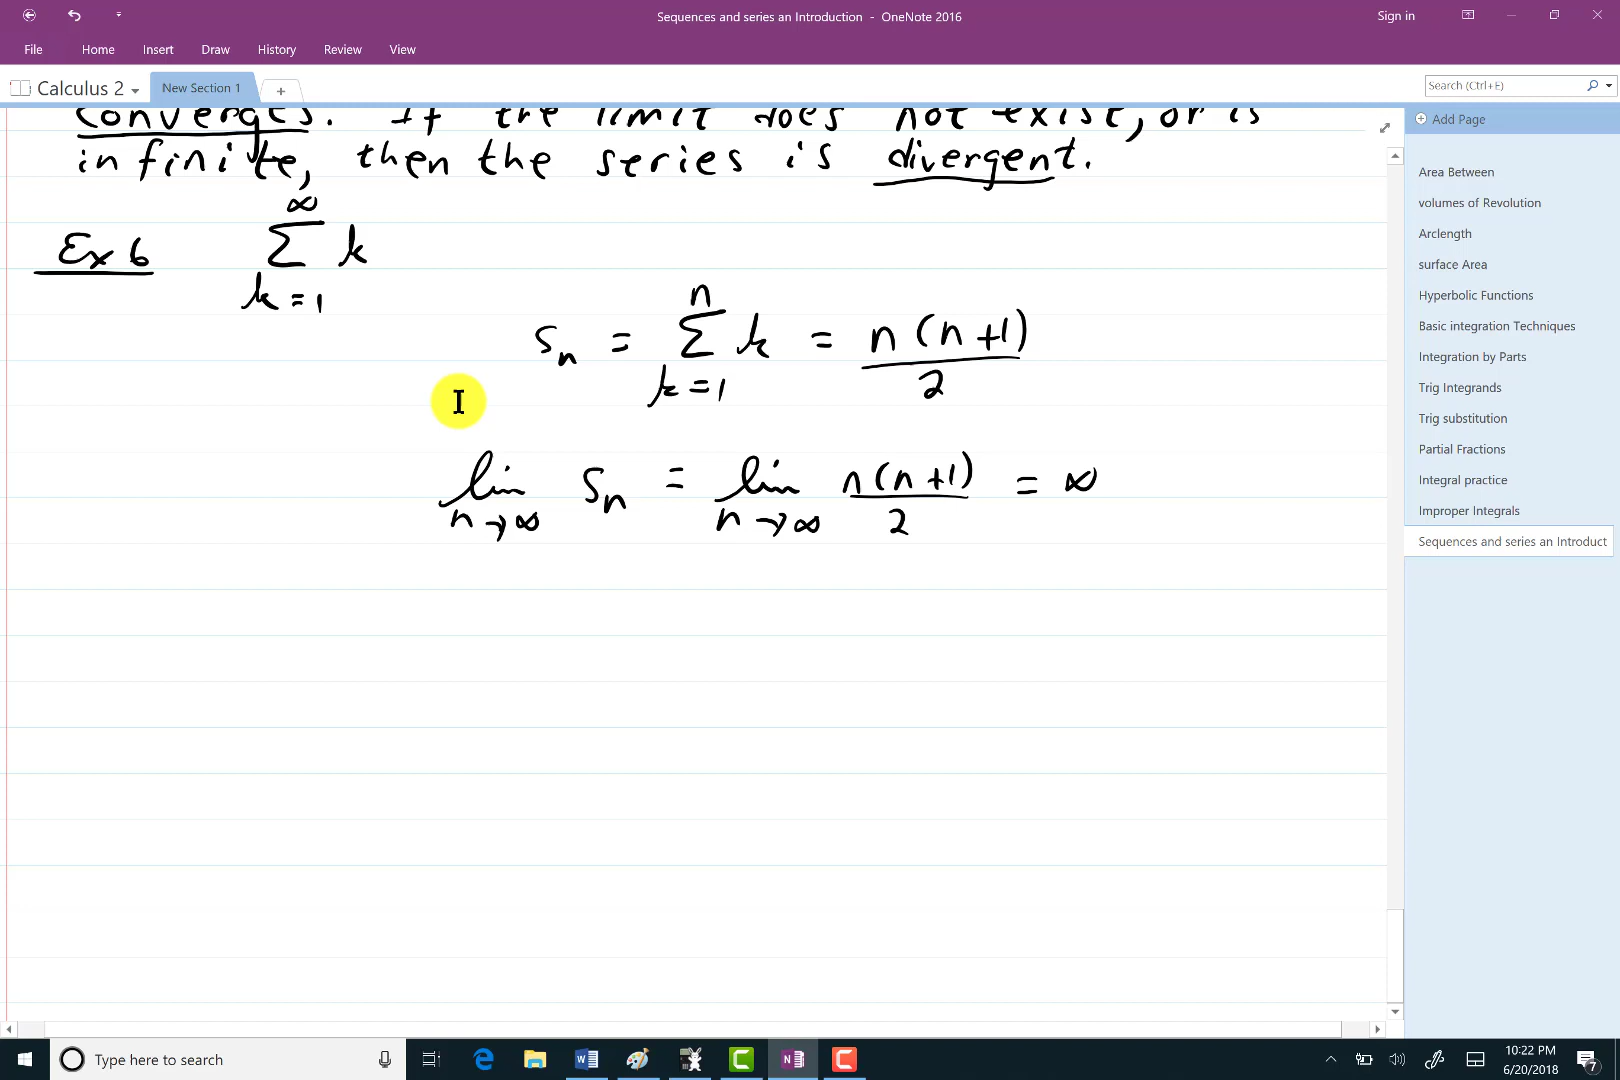 Sequences and series an Introduction - OneNote 2016
Sign in
File
Home
Insert
Draw
History
Review
View
Calculus 2
New Section 1
Search (Ctrl+E)
converges. If the limit does not exist, or is
infinite, then the series is divergent.
Ex 6 ∑_{k=1}^{∞} k
s_n = ∑_{k=1}^{n} k = n(n+1)/2
lim_{n→∞} s_n = lim_{n→∞} n(n+1)/2 = ∞
Add Page
Area Between
volumes of Revolution
Arclength
surface Area
Hyperbolic Functions
Basic integration Techniques
Integration by Parts
Trig Integrands
Trig substitution
Partial Fractions
Integral practice
Improper Integrals
Sequences and series an Introduct
Type here to search
10:22 PM
6/20/2018
7